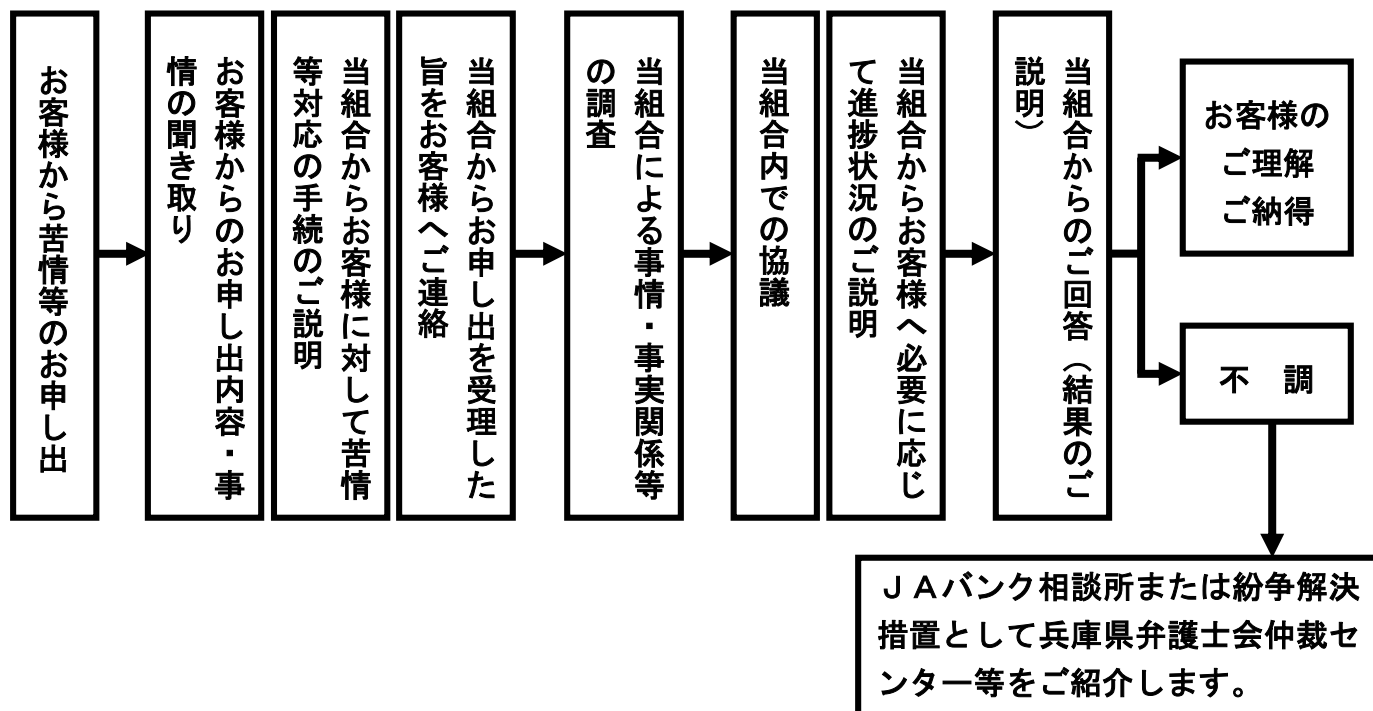 お客様から苦情等のお申し出
お客様からのお申し出内容・事
情の聞き取り
当組合からお客様に対して苦情
等対応の手続のご説明
当組合からお申し出を受理した
旨をお客様へご連絡
当組合による事情・事実関係等
の調査
当組合内での協議
当組合からお客様へ必要に応じ
て進捗状況のご説明
当組合からのご回答（結果のご
説明）
お客様の
ご理解
ご納得
不　調
ＪＡバンク相談所または紛争解決
措置として兵庫県弁護士会仲裁セ
ンター等をご紹介します。